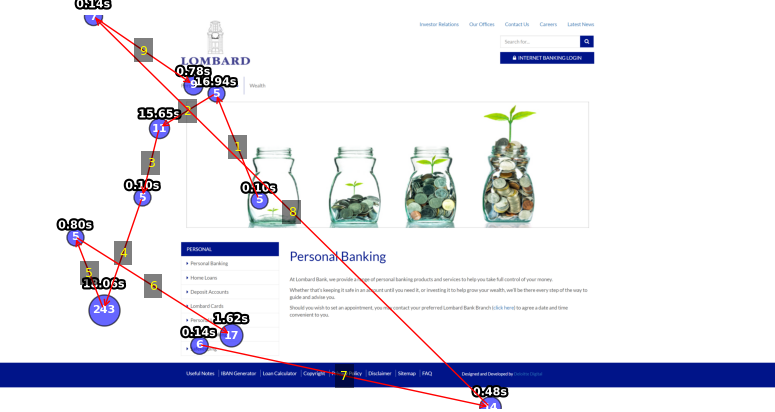 0.14s
7
Investor Relations Our Offices Contact Us Careers Latest News
Search for...
LOMBARD
INTERNET BANKING LOGIN
9
0.78s
9
16.94s
5
Wealth
2
15.65s
11
1
3
0.10s
5
0.10s
5
8
0.80s
5
4
PERSONAL
Personal Banking
Personal Banking
5
Home Loans
At Lombard Bank, we provide a range of personal banking products and services to help you take full control of your money.
6
Deposit Accounts
Whether that's keeping it safe in an account until you need it, or investing it to help grow your wealth, we'll be there every step of the way to
guide and advise you.
Lombard Cards
Should you wish to set an appointment, you may contact your preferred Lombard Bank Branch (click here) to agree a date and time
convenient to you.
243
1.62s
17
0.14s
6
Useful Notes IBAN Generator Loan Calculator Copyright Policy Disclaimer Sitemap FAQ
7
Designed and Developed by Deloitte Digital
0.48s